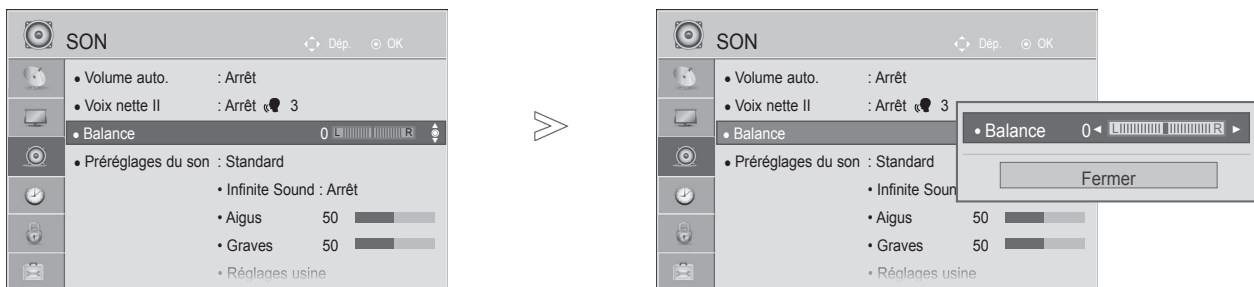 SON Dép. OK
• Volume auto. : Arrêt
• Voix nette II : Arrêt 3
• Balance 0 L R
• Préréglages du son : Standard
• Infinite Sound : Arrêt
• Aigus 50
• Graves 50
• Réglages usine
SON Dép. OK
• Volume auto. : Arrêt
• Voix nette II : Arrêt 3
• Balance
• Préréglages du son : Standard
• Infinite Soun
• Aigus 50
• Graves 50
• Réglages usine
• Balance 0 L R
Fermer